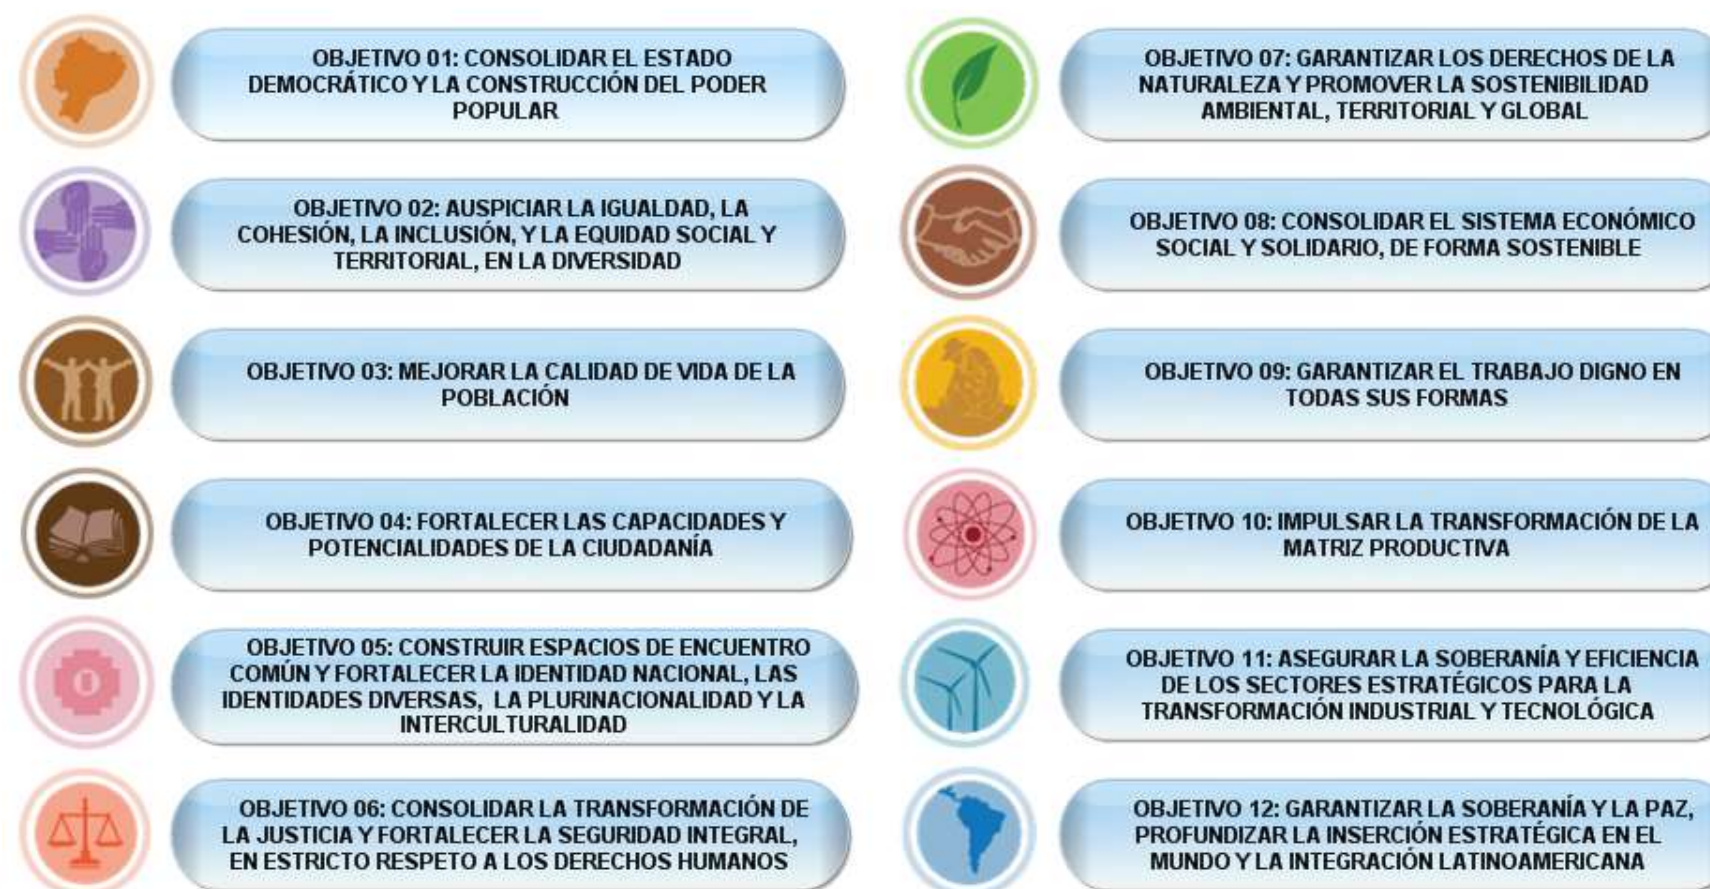 OBJETIVO 01: CONSOLIDAR EL ESTADO
DEMOCRÁTICO Y LA CONSTRUCCIÓN DEL PODER
POPULAR
OBJETIVO 02: AUSPICIAR LA IGUALDAD, LA
COHESIÓN, LA INCLUSIÓN, Y LA EQUIDAD SOCIAL Y
TERRITORIAL, EN LA DIVERSIDAD
OBJETIVO 03: MEJORAR LA CALIDAD DE VIDA DE LA
POBLACIÓN
OBJETIVO 04: FORTALECER LAS CAPACIDADES Y
POTENCIALIDADES DE LA CIUDADANÍA
OBJETIVO 05: CONSTRUIR ESPACIOS DE ENCUENTRO
COMÚN Y FORTALECER LA IDENTIDAD NACIONAL, LAS
IDENTIDADES DIVERSAS, LA PLURINACIONALIDAD Y LA
INTERCULTURALIDAD
OBJETIVO 06: CONSOLIDAR LA TRANSFORMACIÓN DE
LA JUSTICIA Y FORTALECER LA SEGURIDAD INTEGRAL,
EN ESTRICTO RESPETO A LOS DERECHOS HUMANOS
OBJETIVO 07: GARANTIZAR LOS DERECHOS DE LA
NATURALEZA Y PROMOVER LA SOSTENIBILIDAD
AMBIENTAL, TERRITORIAL Y GLOBAL
OBJETIVO 08: CONSOLIDAR EL SISTEMA ECONÓMICO
SOCIAL Y SOLIDARIO, DE FORMA SOSTENIBLE
OBJETIVO 09: GARANTIZAR EL TRABAJO DIGNO EN
TODAS SUS FORMAS
OBJETIVO 10: IMPULSAR LA TRANSFORMACIÓN DE LA
MATRIZ PRODUCTIVA
OBJETIVO 11: ASEGURAR LA SOBERANÍA Y EFICIENCIA
DE LOS SECTORES ESTRATÉGICOS PARA LA
TRANSFORMACIÓN INDUSTRIAL Y TECNOLÓGICA
OBJETIVO 12: GARANTIZAR LA SOBERANÍA Y LA PAZ,
PROFUNDIZAR LA INSERCIÓN ESTRATÉGICA EN EL
MUNDO Y LA INTEGRACIÓN LATINOAMERICANA